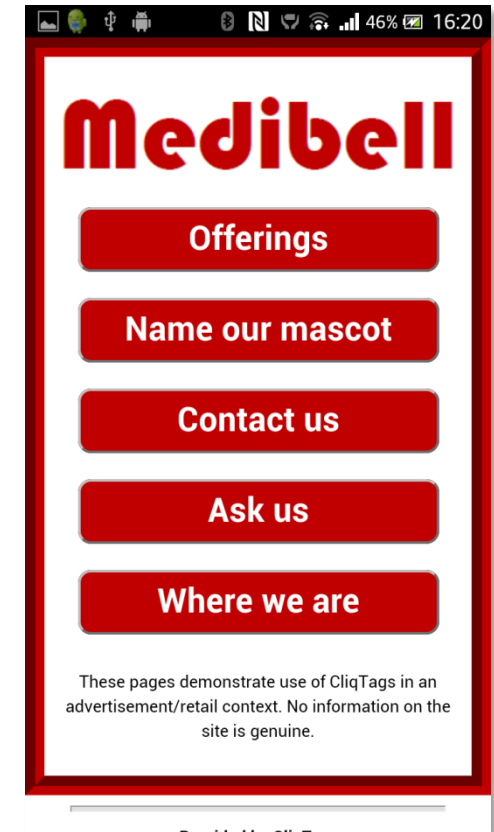 46% 16:20
Medibell
Offerings
Name our mascot
Contact us
Ask us
Where we are
These pages demonstrate use of CliqTags in an
advertisement/retail context. No information on the
site is genuine.